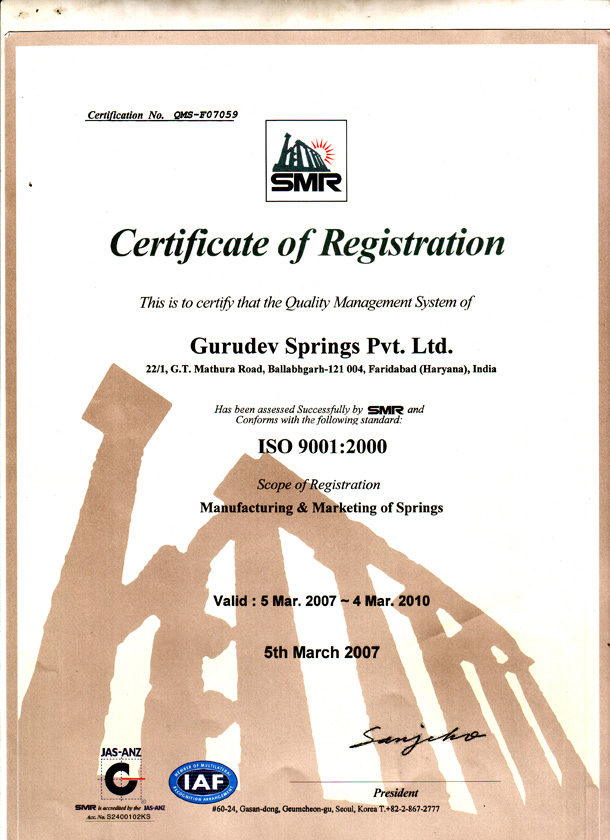 Certification No. QMS-F07059
SMR
Certificate of Registration
This is to certify that the Quality Management System of
Gurudev Springs Pvt. Ltd.
22/1, G.T. Mathura Road, Ballabhgarh-121 004, Faridabad (Haryana), India
Has been assessed Successfully by SMR and
Conforms with the following standard:
ISO 9001:2000
Scope of Registration
Manufacturing & Marketing of Springs
Valid : 5 Mar. 2007 ~ 4 Mar. 2010
5th March 2007
JAS-ANZ
C
SMR is accredited by the JAS-ANZ
Acc. No. S2400102KS
MEMBER OF MULTILATERAL
IAF
RECOGNITION ARRANGEMENT
President
#60-24, Gasan-dong, Geumcheon-gu, Seoul, Korea T.+82-2-867-2777